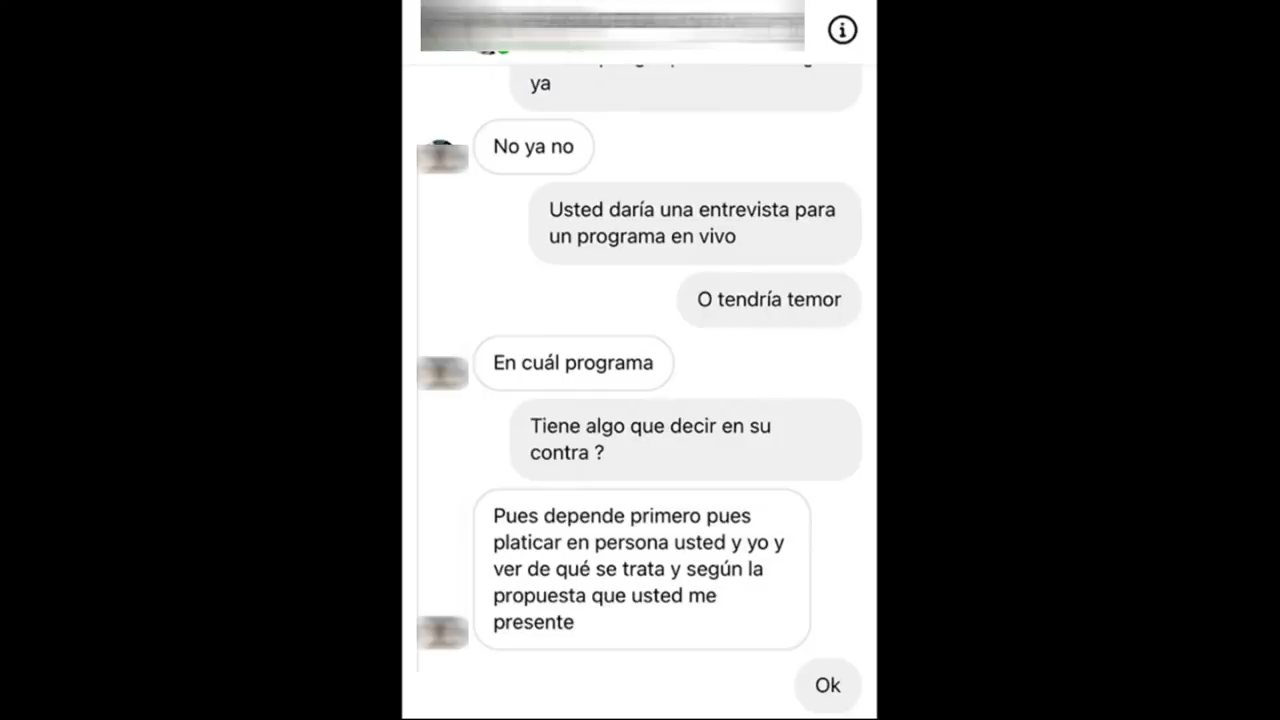 ya
No ya no
Usted daría una entrevista para
un programa en vivo
O tendría temor
En cuál programa
Tiene algo que decir en su
contra ?
Pues depende primero pues
platicar en persona usted y yo y
ver de qué se trata y según la
propuesta que usted me
presente
Ok